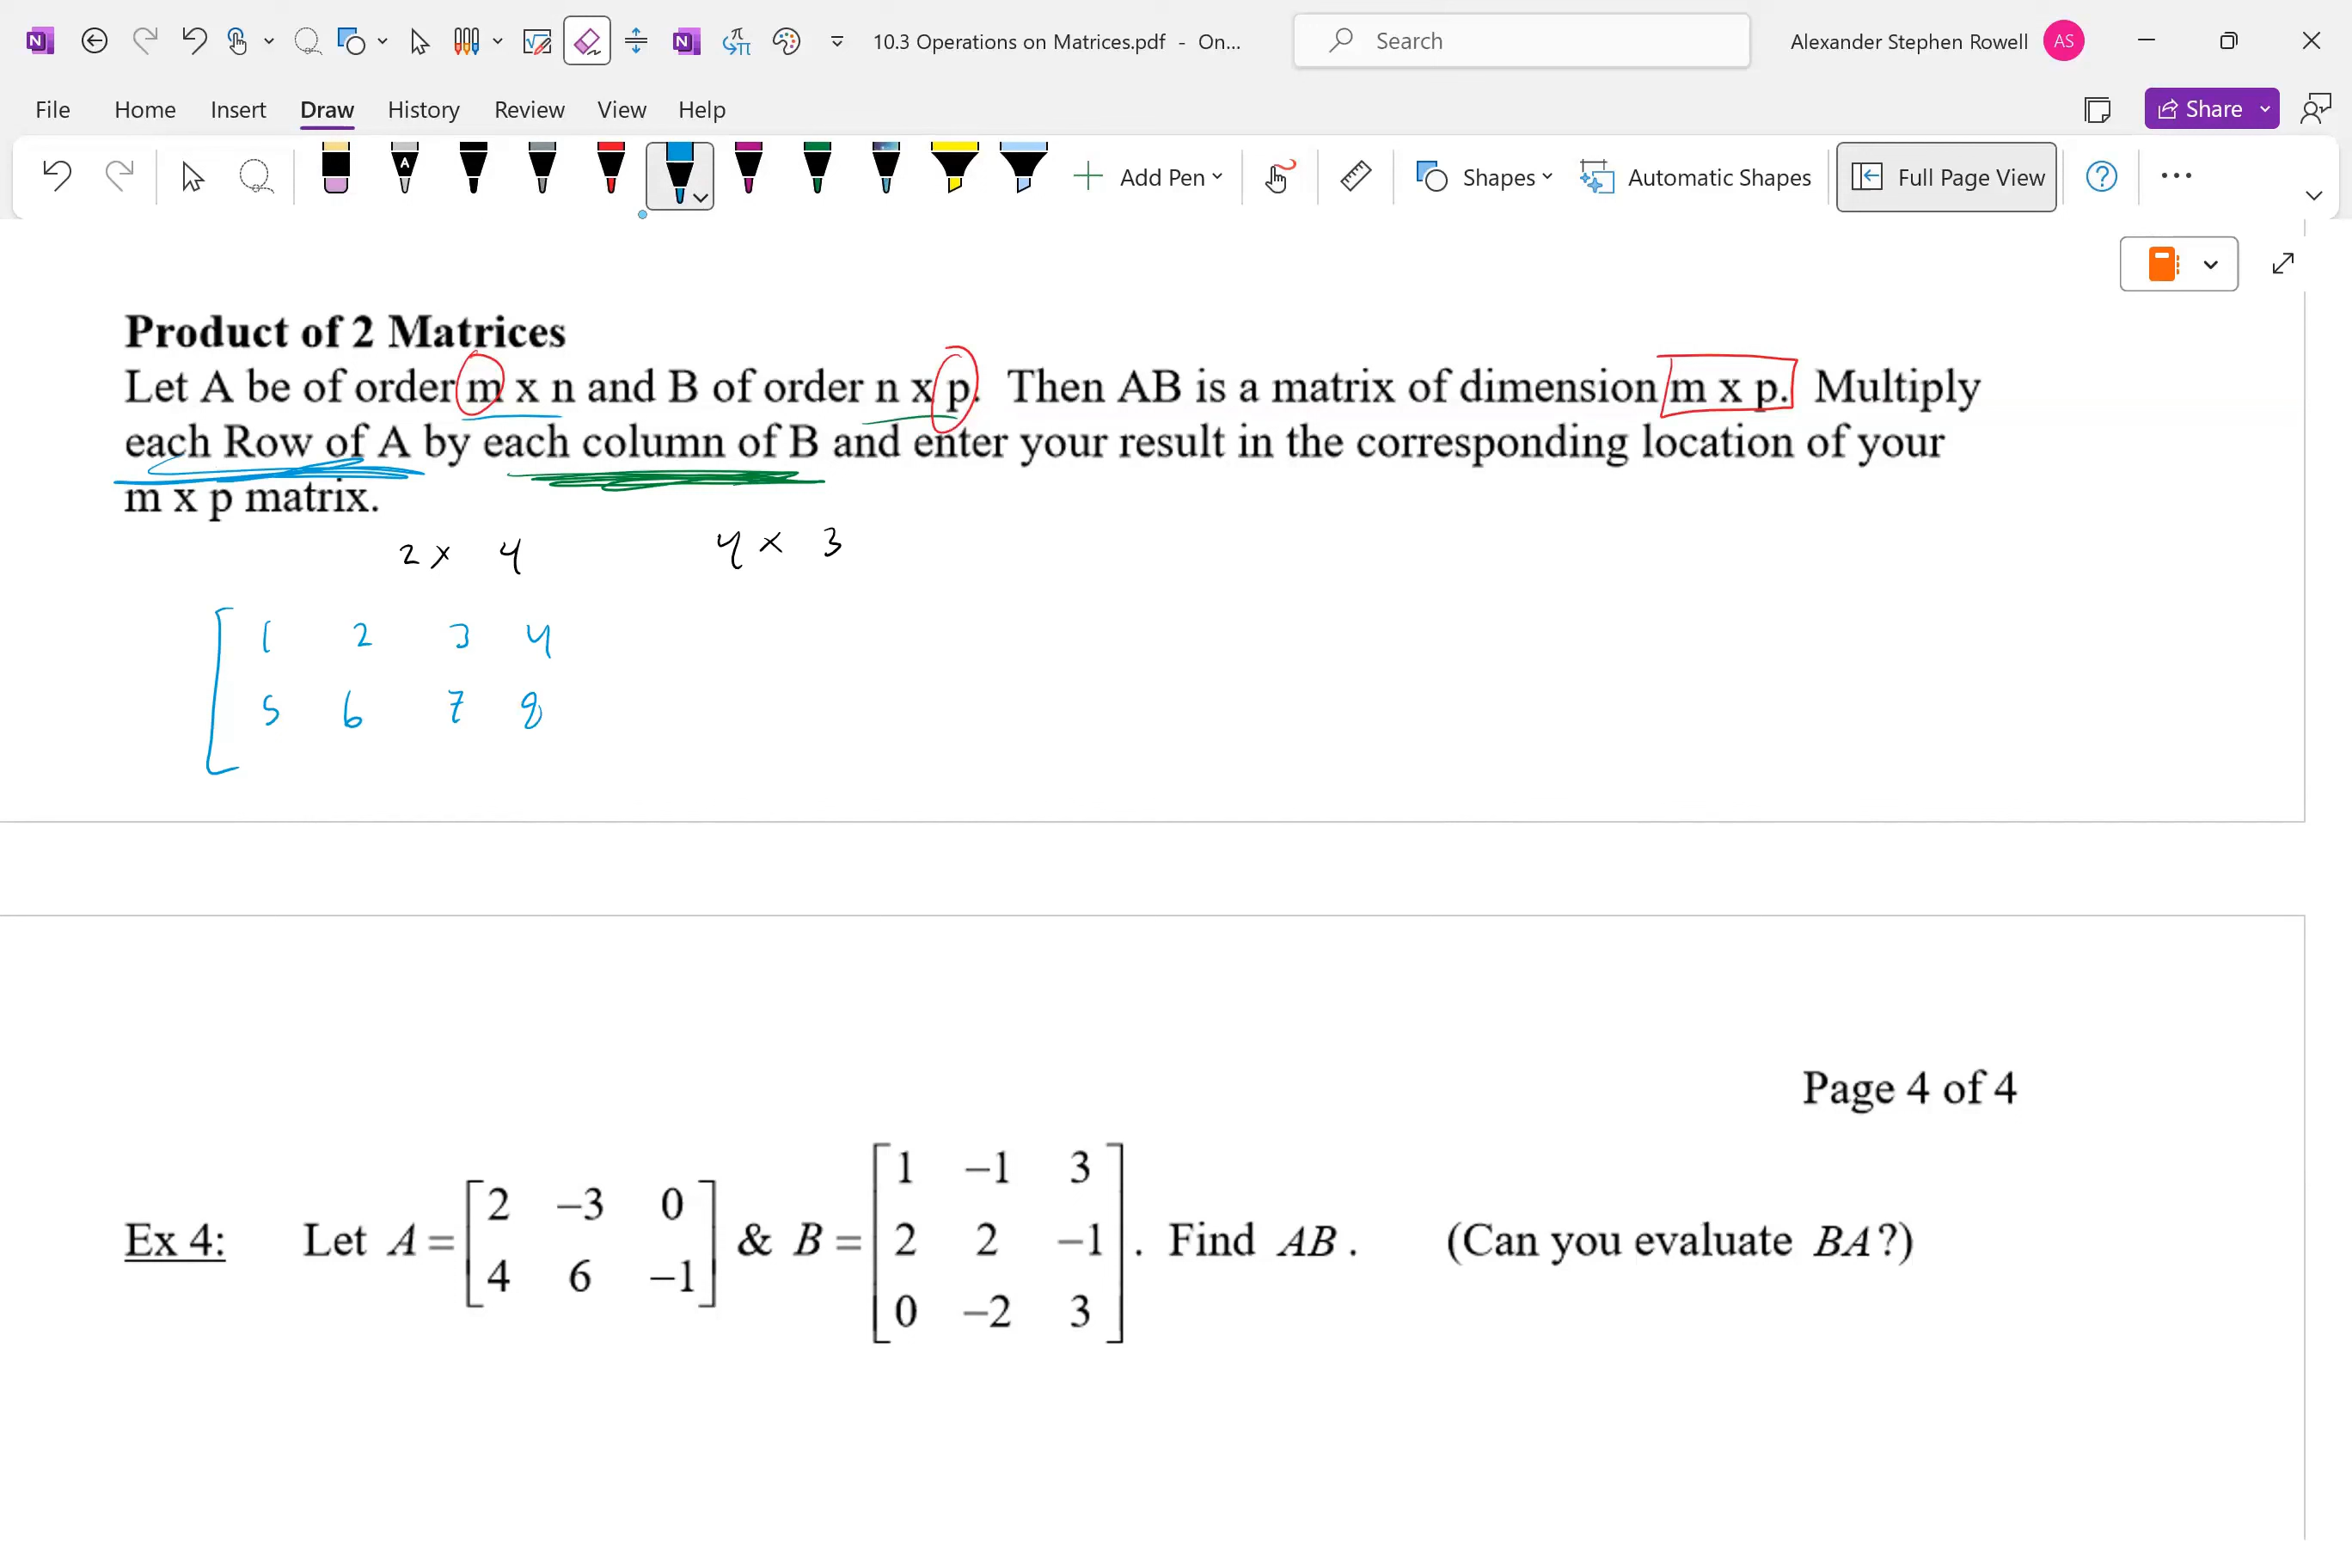 10.3 Operations on Matrices.pdf - On...
Search
Alexander Stephen Rowell
AS
File Home Insert Draw History Review View Help
Share
Add Pen Shapes Automatic Shapes Full Page View
Product of 2 Matrices
Let A be of order m x n and B of order n x p. Then AB is a matrix of dimension m x p. Multiply
each Row of A by each column of B and enter your result in the corresponding location of your
m x p matrix.
2 × 4 4 × 3
[ 1 2 3 4
5 6 7 8
Page 4 of 4
Ex 4: Let A = [2 −3 0; 4 6 −1] & B = [1 −1 3; 2 2 −1; 0 −2 3]. Find AB. (Can you evaluate BA?)